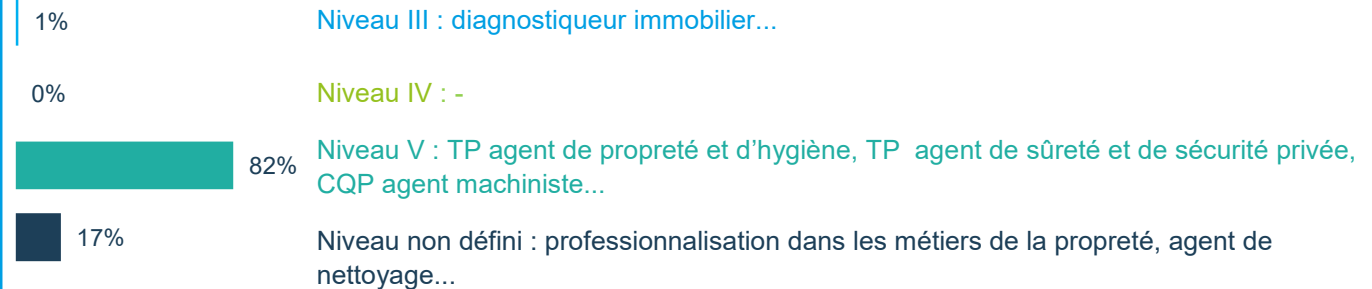 1% Niveau III : diagnostiqueur immobilier...
0% Niveau IV : -
82% Niveau V : TP agent de propreté et d’hygiène, TP  agent de sûreté et de sécurité privée,
CQP agent machiniste...
17% Niveau non défini : professionnalisation dans les métiers de la propreté, agent de
nettoyage...